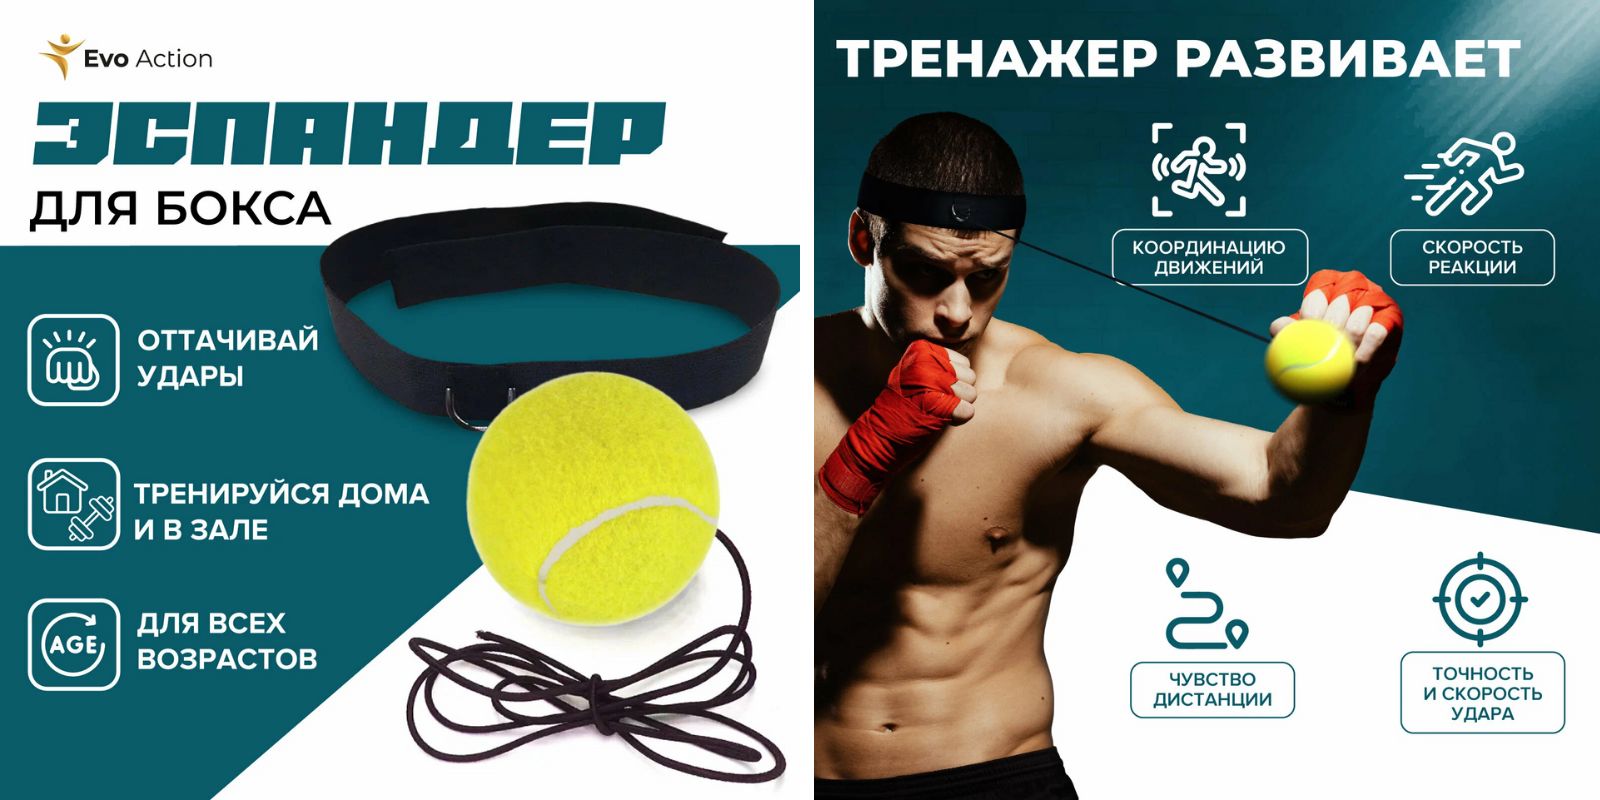 Evo Action
ЭСПАНДЕР
ДЛЯ БОКСА
ОТТАЧИВАЙ
УДАРЫ
ТРЕНИРУЙСЯ ДОМА
И В ЗАЛЕ
AGE
ДЛЯ ВСЕХ
ВОЗРАСТОВ
ТРЕНАЖЕР РАЗВИВАЕТ
КООРДИНАЦИЮ
ДВИЖЕНИЙ
СКОРОСТЬ
РЕАКЦИИ
ЧУВСТВО
ДИСТАНЦИИ
ТОЧНОСТЬ
И СКОРОСТЬ
УДАРА